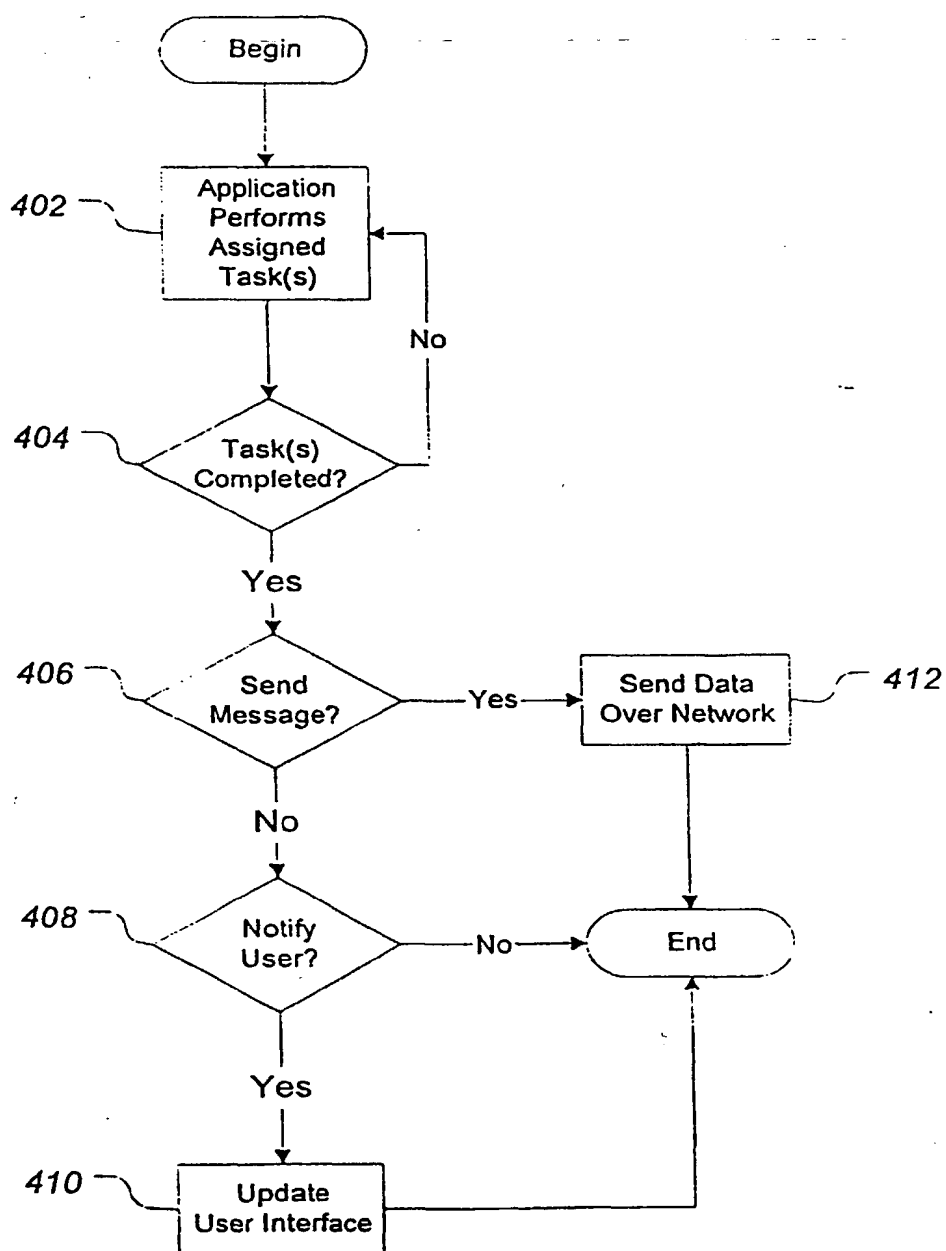 Begin
402
Application
Performs
Assigned
Task(s)
No
404
Task(s)
Completed?
Yes
406
Send
Message?
Yes
Send Data
Over Network
412
No
408
Notify
User?
No
End
Yes
410
Update
User Interface